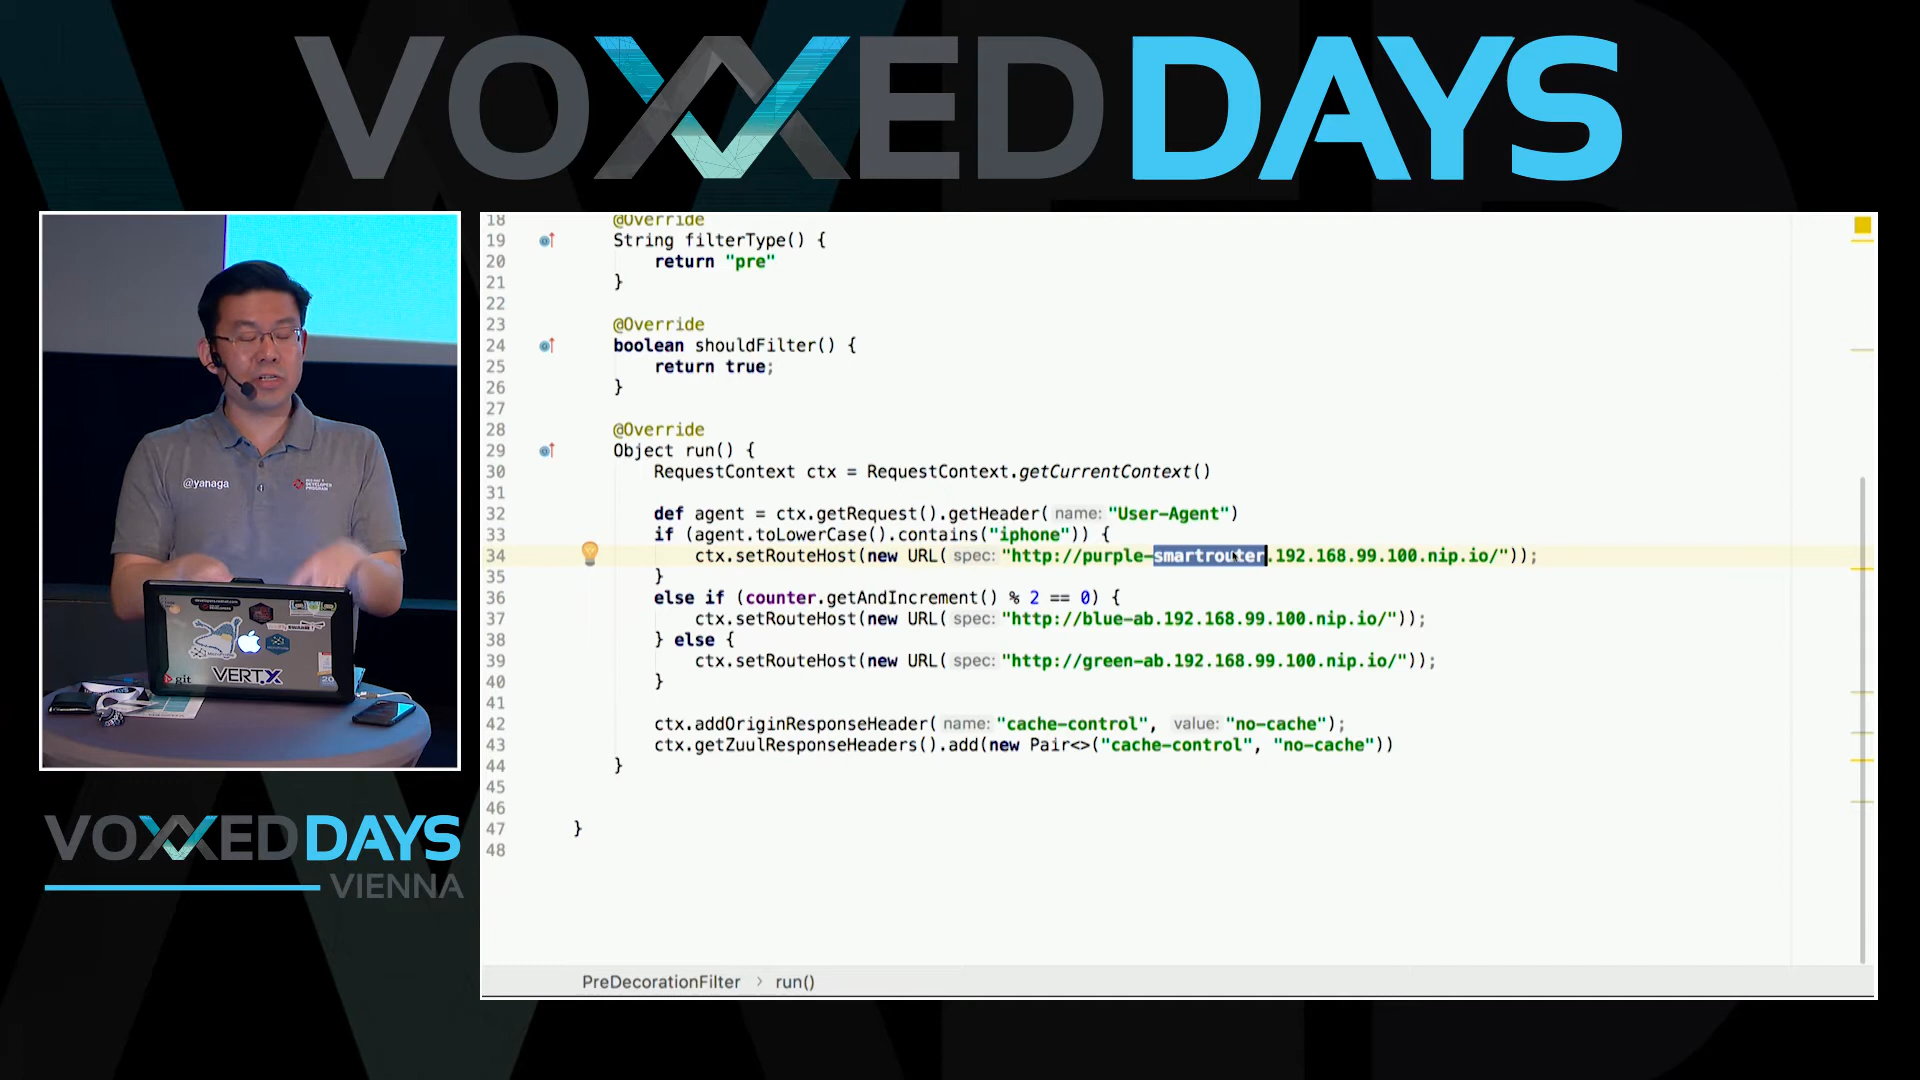 VOXXED DAYS
18 @Override
19 String filterType() {
20 return "pre"
21 }
22
23 @Override
24 boolean shouldFilter() {
25 return true;
26 }
27
28 @Override
29 Object run() {
30 RequestContext ctx = RequestContext.getCurrentContext()
31
32 def agent = ctx.getRequest().getHeader( name: "User-Agent")
33 if (agent.toLowerCase().contains("iphone")) {
34 ctx.setRouteHost(new URL( spec: "http://purple-smartrouter.192.168.99.100.nip.io/"));
35 }
36 else if (counter.getAndIncrement() % 2 == 0) {
37 ctx.setRouteHost(new URL( spec: "http://blue-ab.192.168.99.100.nip.io/"));
38 } else {
39 ctx.setRouteHost(new URL( spec: "http://green-ab.192.168.99.100.nip.io/"));
40 }
41
42 ctx.addOriginResponseHeader( name: "cache-control", value: "no-cache");
43 ctx.getZuulResponseHeaders().add(new Pair<>("cache-control", "no-cache"))
44 }
45
46
47 }
48
PreDecorationFilter > run()
@yanaga
RED HAT
DEVELOPER
PROGRAM
git
VERT.X
20
VOXXED DAYS
VIENNA